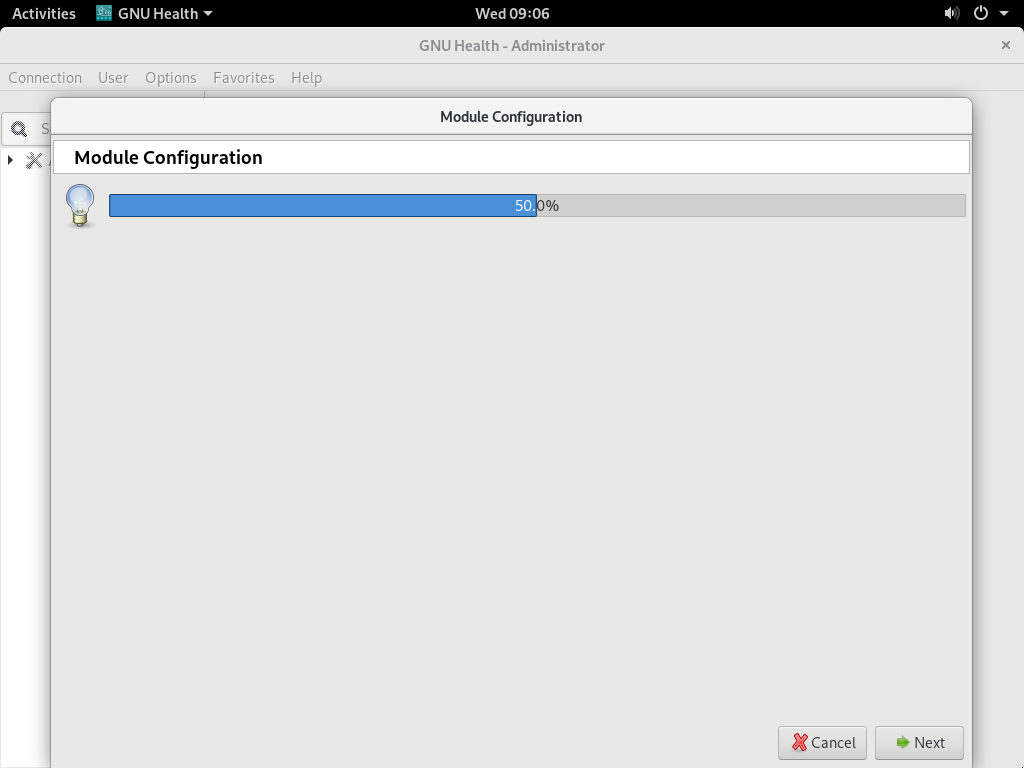 Activities GNU Health Wed 09:06
GNU Health - Administrator
Connection User Options Favorites Help
Module Configuration
S
Module Configuration
50.0%
Cancel Next